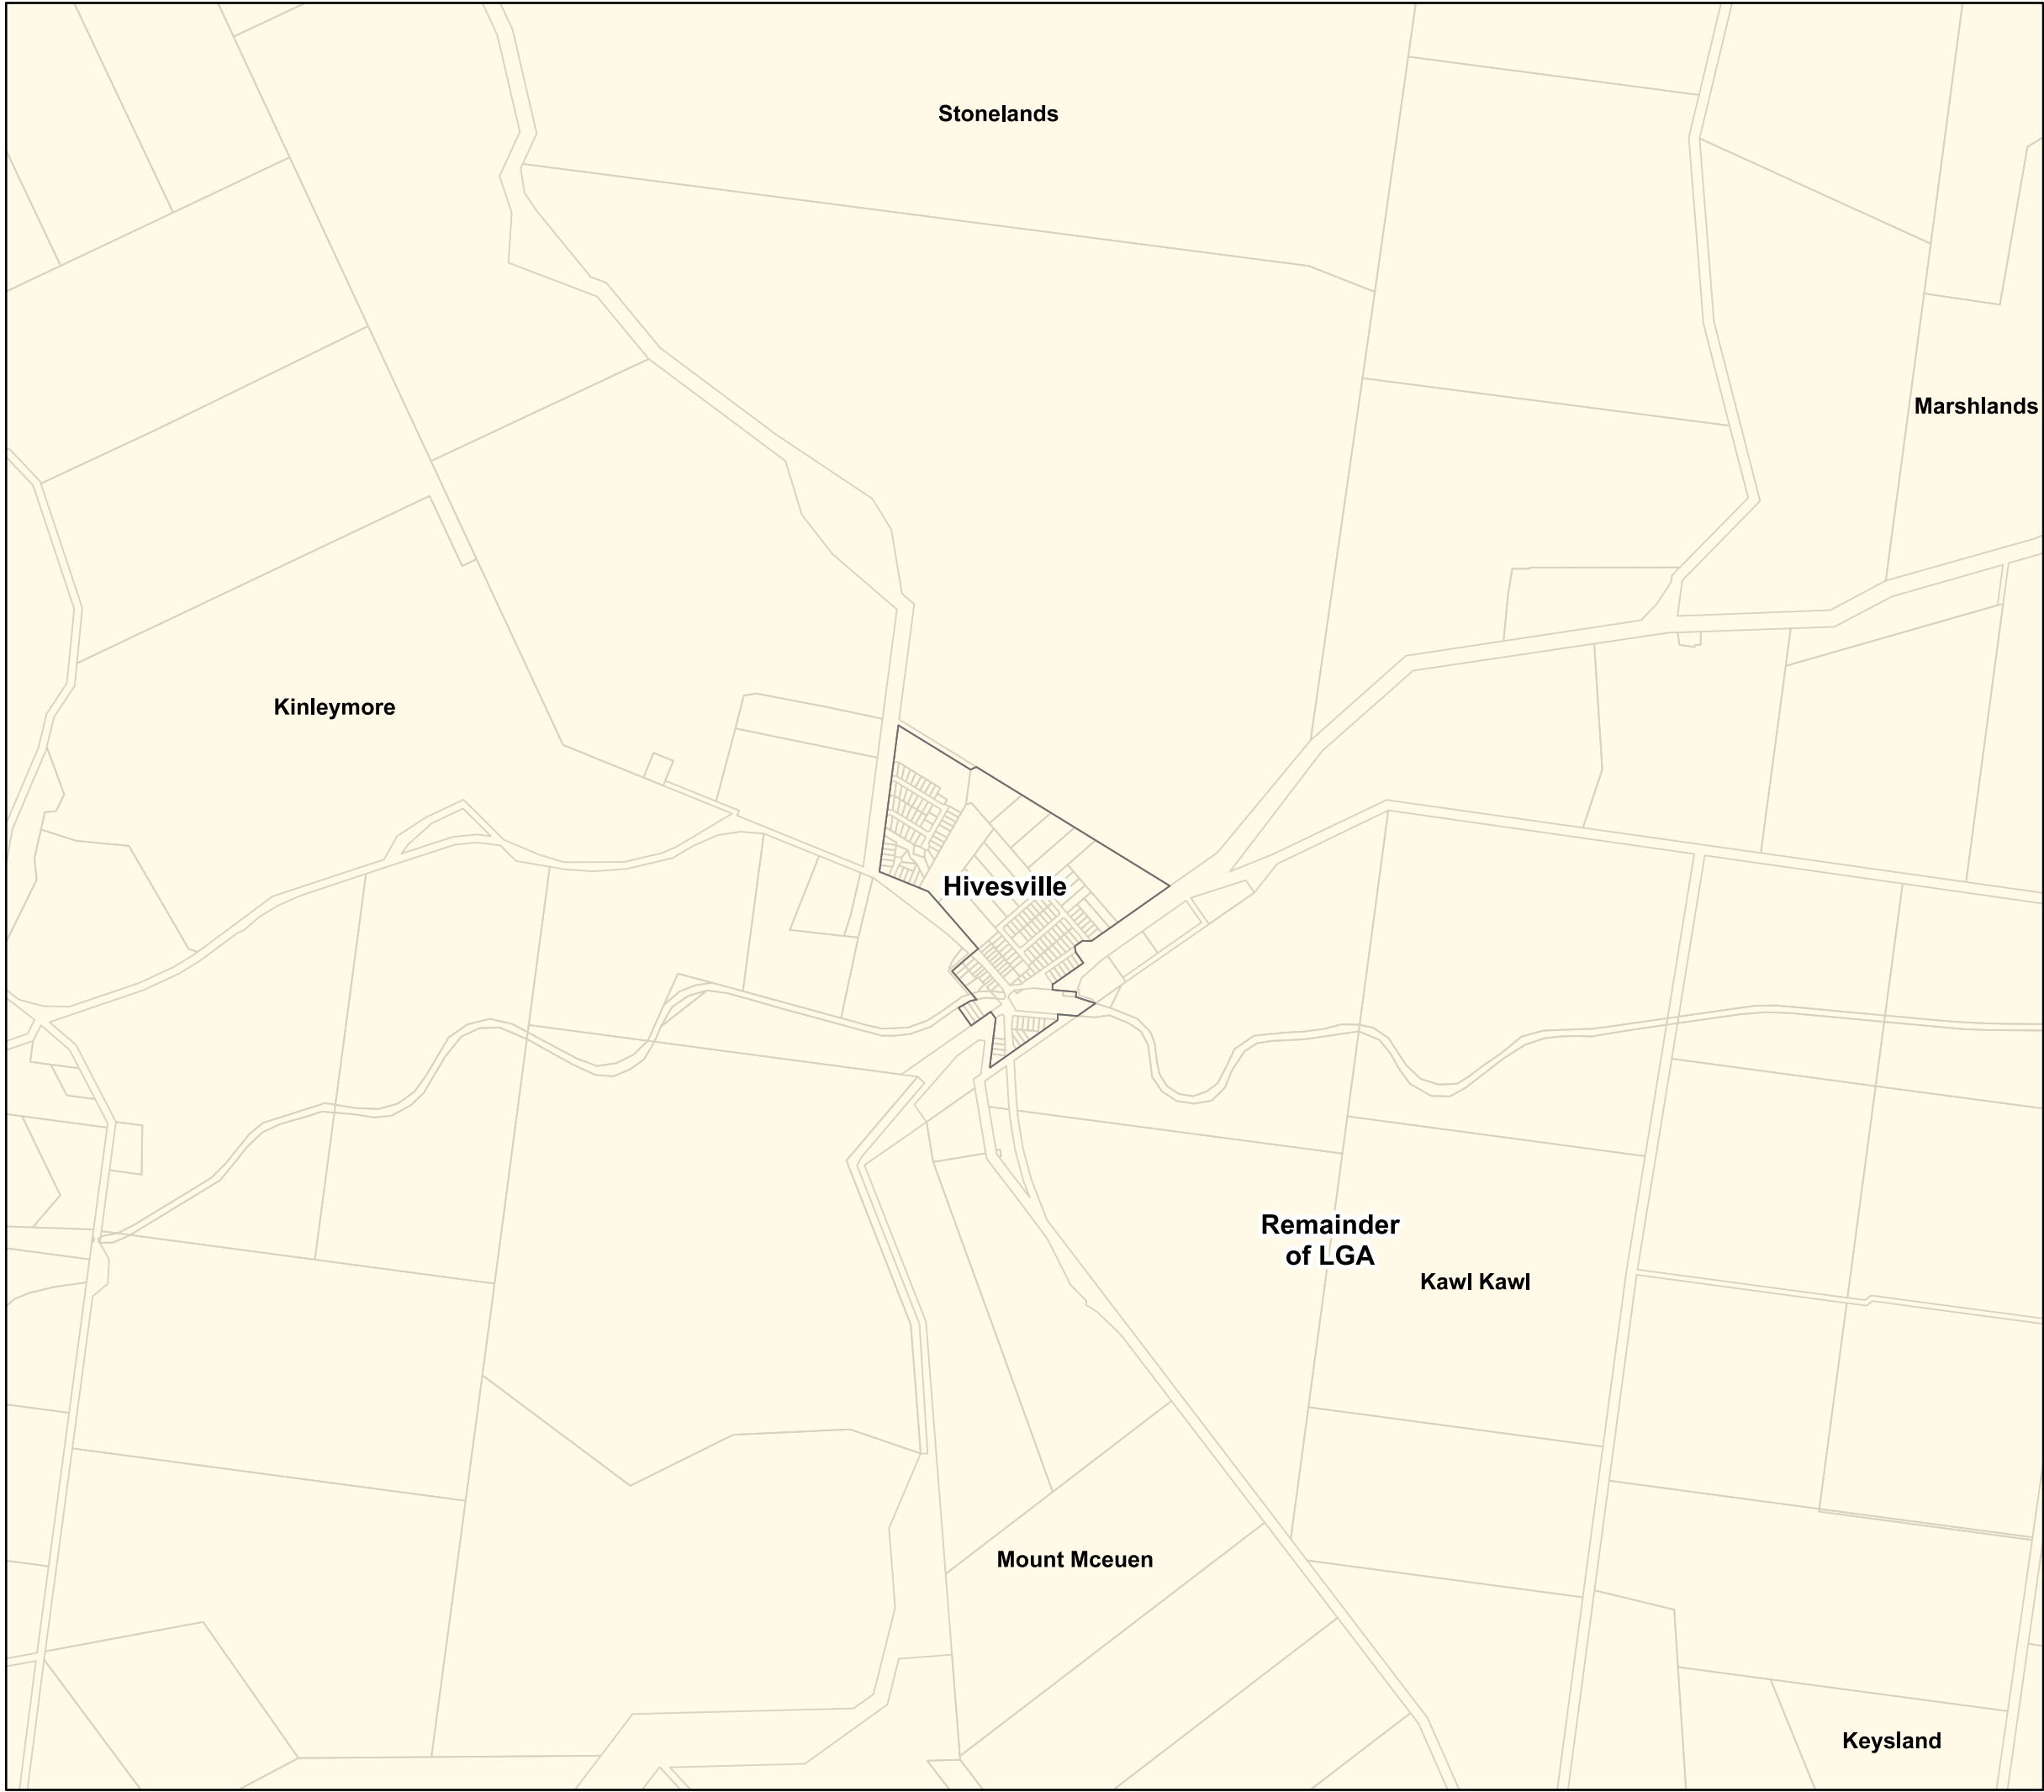 Stonelands
Marshlands
Kinleymore
Hivesville
Remainder
of LGA
Kawl Kawl
Mount Mceuen
Keysland